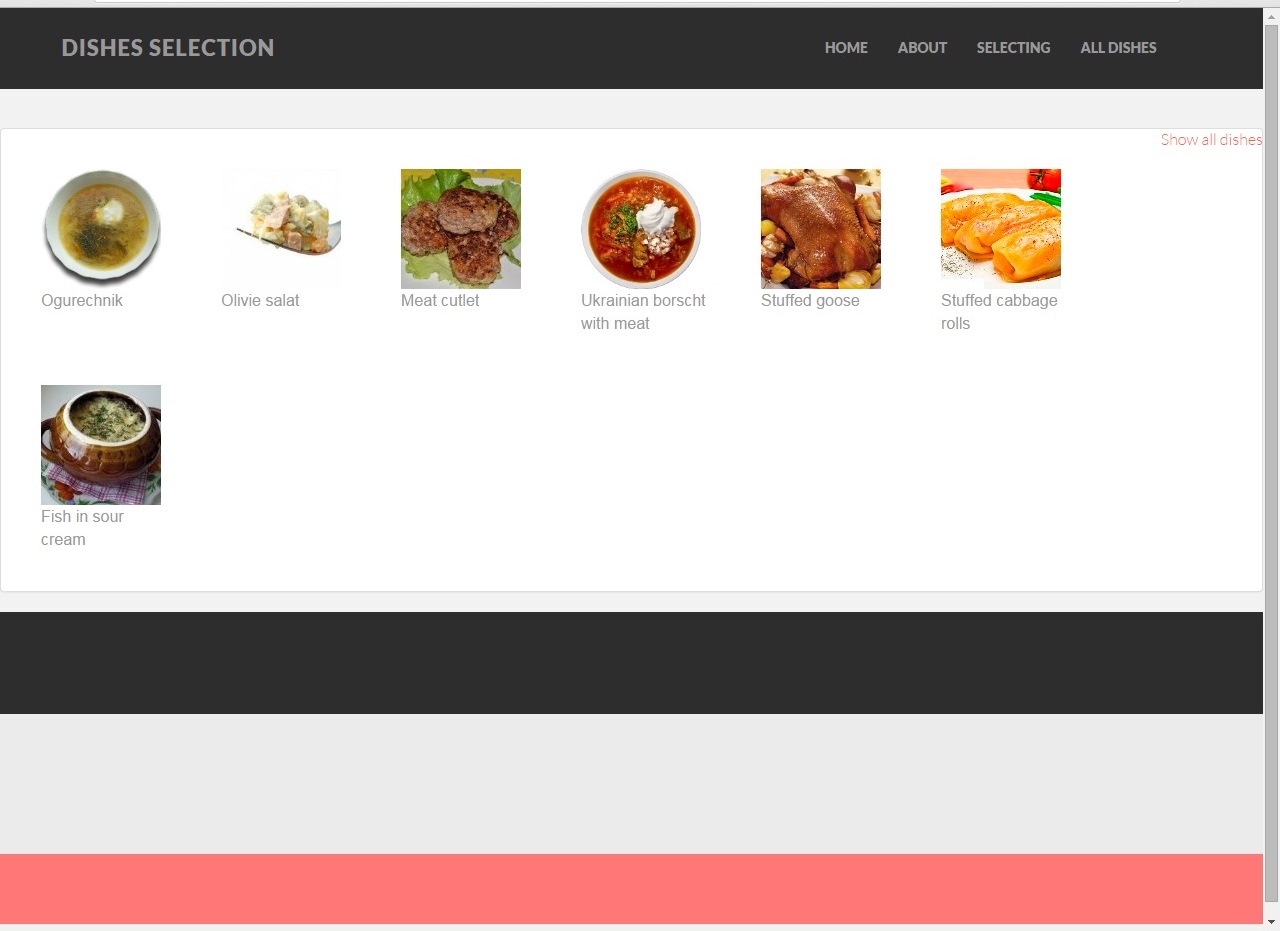 DISHES SELECTION
HOME ABOUT SELECTING ALL DISHES
Show all dishes
Ogurechnik
Olivie salat
Meat cutlet
Ukrainian borscht
with meat
Stuffed goose
Stuffed cabbage
rolls
Fish in sour
cream